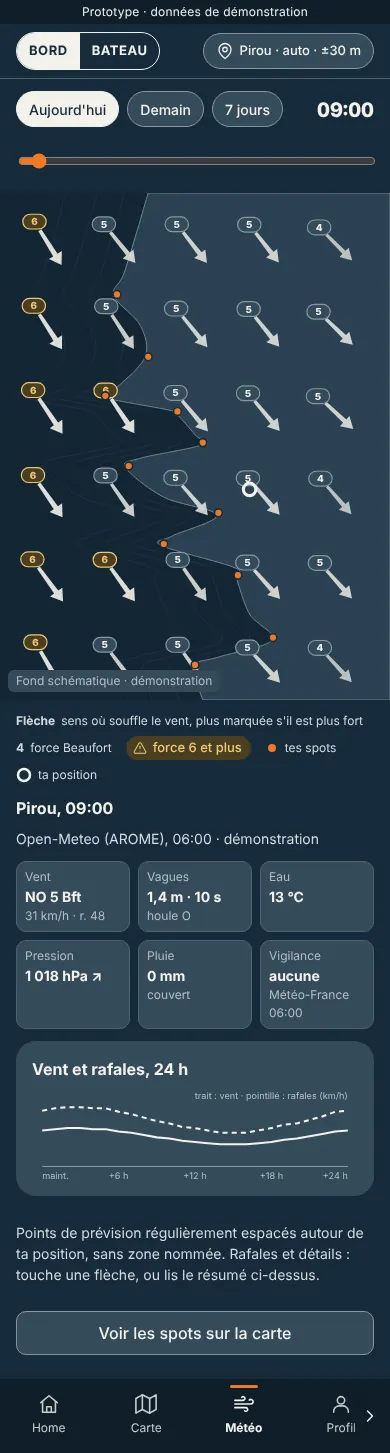 Prototype · données de démonstration
BORD BATEAU Pirou · auto · ±30 m
Aujourd'hui Demain 7 jours 09:00
6 5 5 5 4
6 5 5 5 5
6 6 5 5 5
6 5 5 5 4
6 6 5 5 5
6 5 5 5 4
Fond schématique · démonstration
Flèche sens où souffle le vent, plus marquée s'il est plus fort
4 force Beaufort force 6 et plus tes spots
ta position
Pirou, 09:00
Open-Meteo (AROME), 06:00 · démonstration
Vent Vagues Eau
NO 5 Bft 1,4 m · 10 s 13 °C
31 km/h · r. 48 houle O
Pression Pluie Vigilance
1 018 hPa ↗ 0 mm aucune
couvert Météo-France
06:00
Vent et rafales, 24 h
trait : vent · pointillé : rafales (km/h)
maint. +6 h +12 h +18 h +24 h
Points de prévision régulièrement espacés autour de
ta position, sans zone nommée. Rafales et détails :
touche une flèche, ou lis le résumé ci-dessus.
Voir les spots sur la carte
Home Carte Météo Profil